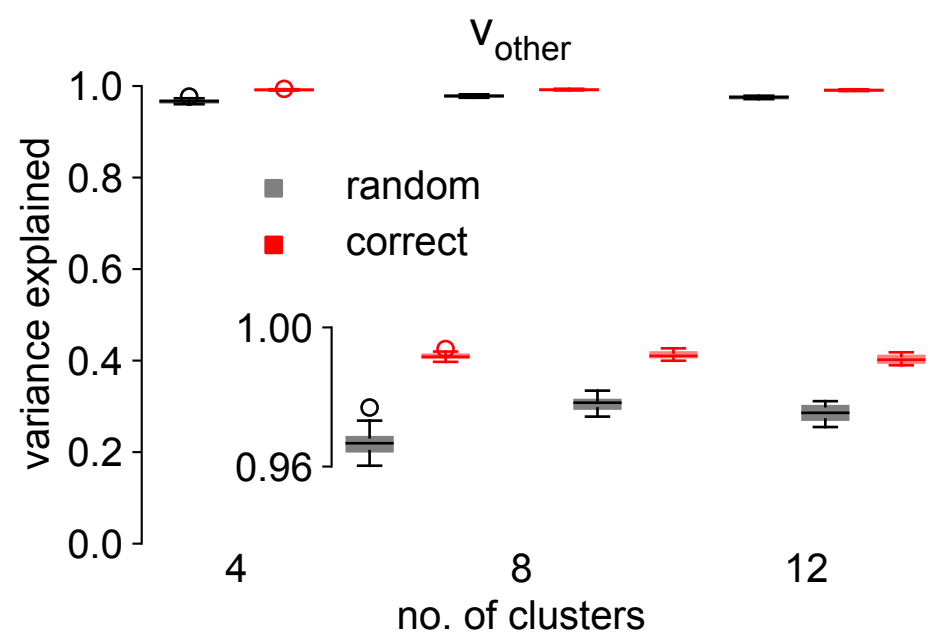 v_other
1.0
0.8
0.6
0.4
0.2
0.0
variance explained
random
correct
1.00
0.96
4 8 12
no. of clusters